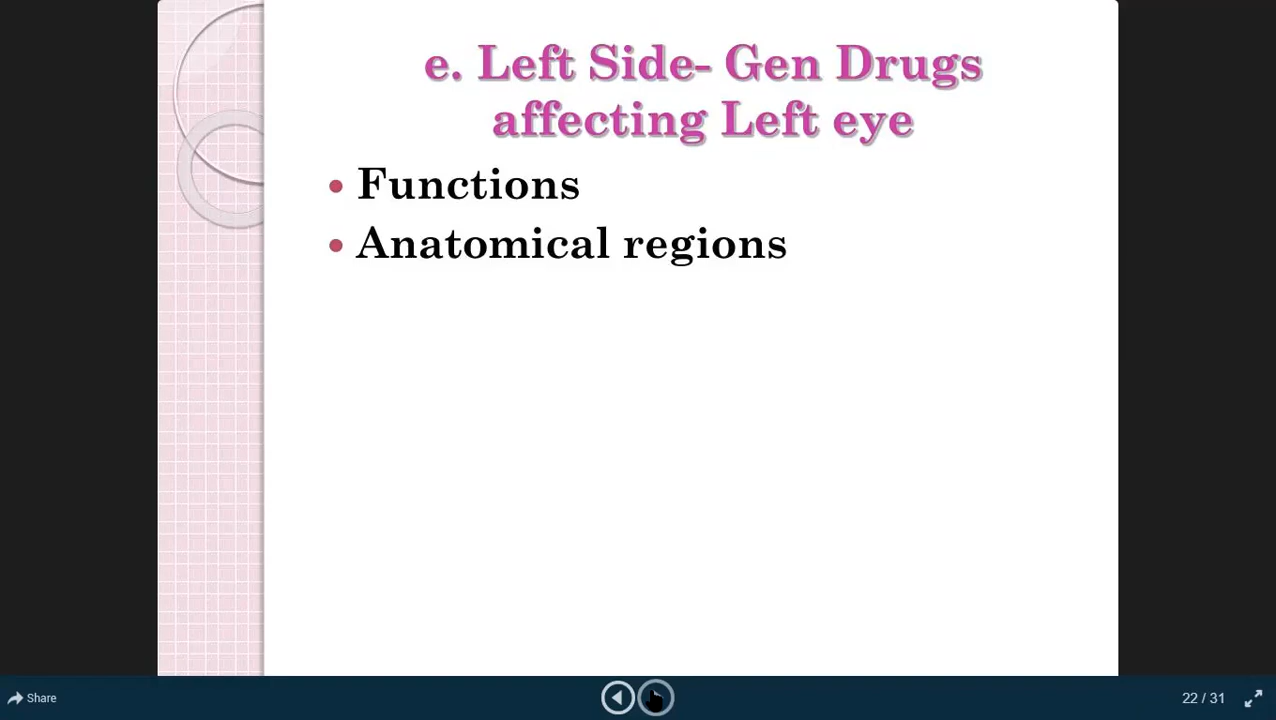 e. Left Side- Gen Drugs
affecting Left eye
• Functions
• Anatomical regions
Share
22 / 31